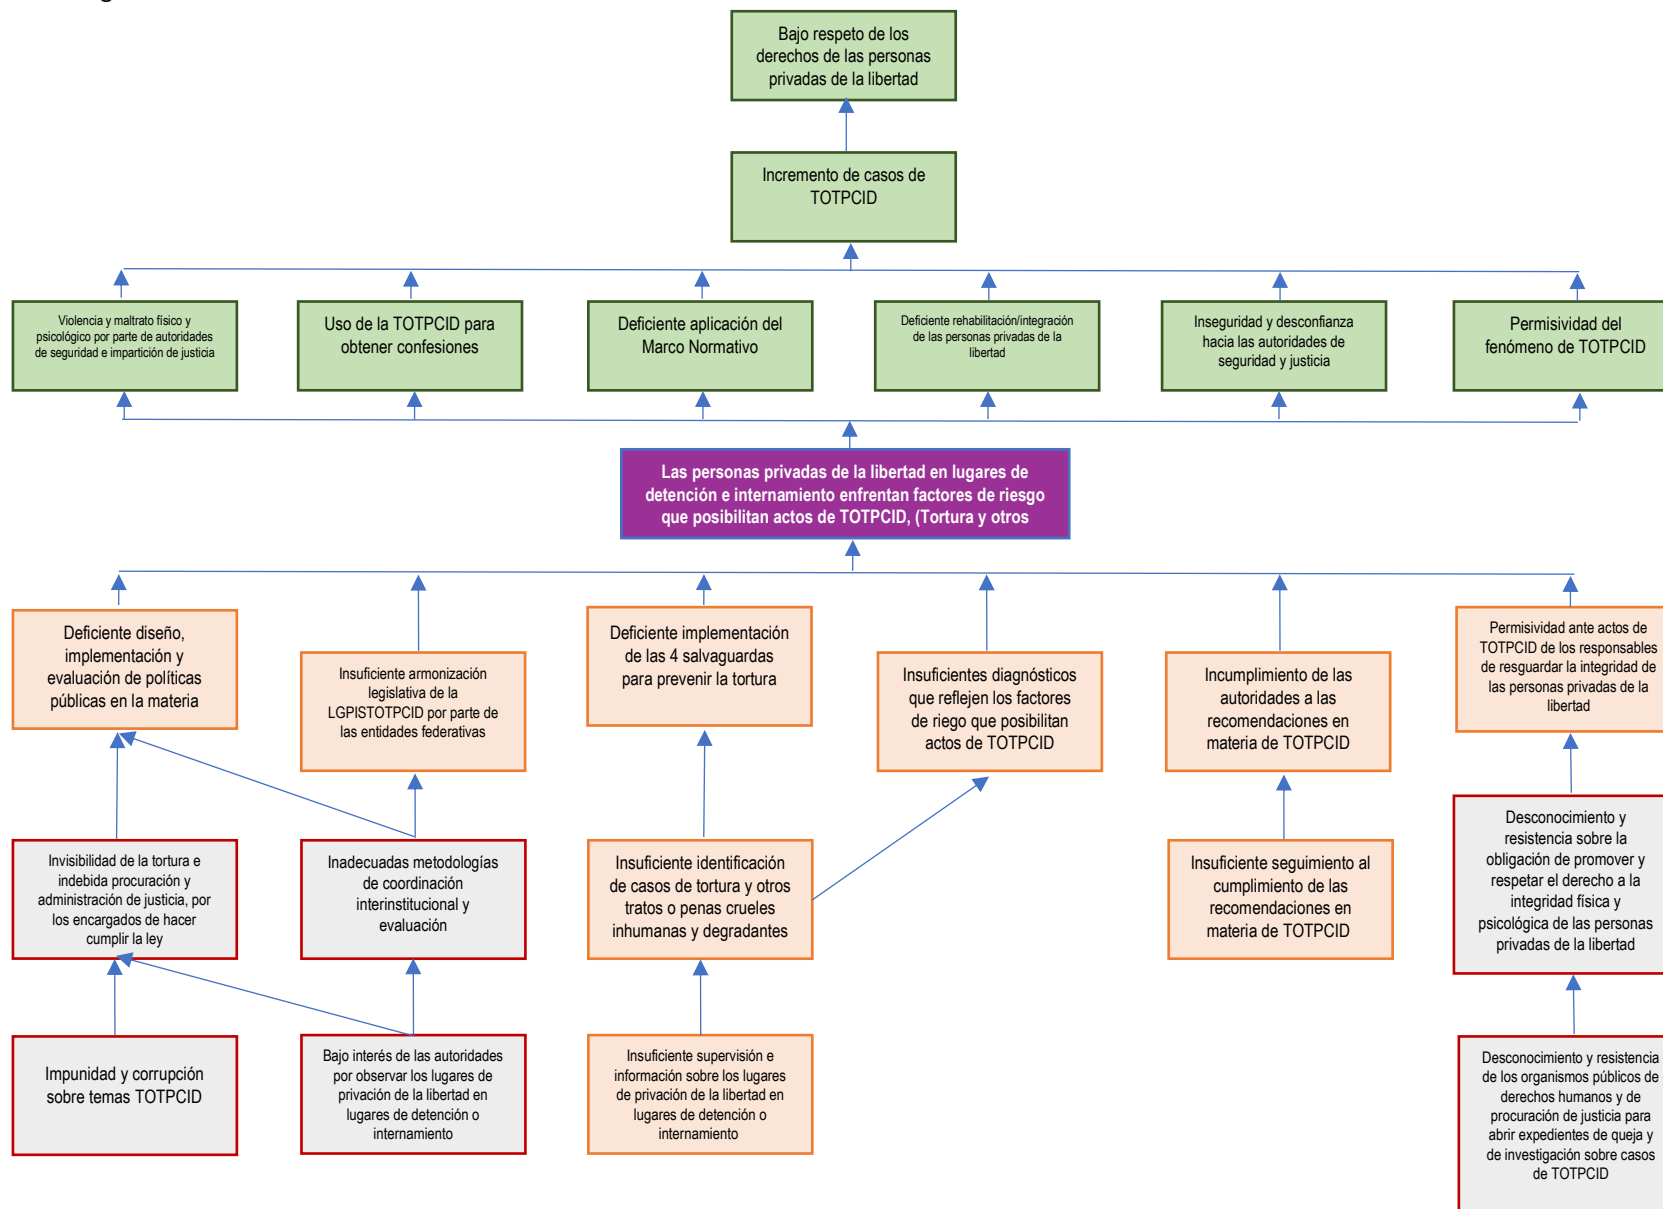 Bajo respeto de los
derechos de las personas
privadas de la libertad
Incremento de casos de
TOTPCID
Violencia y maltrato físico y
psicológico por parte de autoridades
de seguridad e impartición de justicia
Uso de la TOTPCID para
obtener confesiones
Deficiente aplicación del
Marco Normativo
Deficiente rehabilitación/integración
de las personas privadas de la
libertad
Inseguridad y desconfianza
hacia las autoridades de
seguridad y justicia
Permisividad del
fenómeno de TOTPCID
Las personas privadas de la libertad en lugares de
detención e internamiento enfrentan factores de riesgo
que posibilitan actos de TOTPCID, (Tortura y otros
Deficiente diseño,
implementación y
evaluación de políticas
públicas en la materia
Insuficiente armonización
legislativa de la
LGPISTOTPCID por parte de
las entidades federativas
Deficiente implementación
de las 4 salvaguardas
para prevenir la tortura
Insuficientes diagnósticos
que reflejen los factores
de riego que posibilitan
actos de TOTPCID
Incumplimiento de las
autoridades a las
recomendaciones en
materia de TOTPCID
Permisividad ante actos de
TOTPCID de los responsables
de resguardar la integridad de
las personas privadas de la
libertad
Invisibilidad de la tortura e
indebida procuración y
administración de justicia, por
los encargados de hacer
cumplir la ley
Inadecuadas metodologías
de coordinación
interinstitucional y
evaluación
Insuficiente identificación
de casos de tortura y otros
tratos o penas crueles
inhumanas y degradantes
Insuficiente seguimiento al
cumplimiento de las
recomendaciones en
materia de TOTPCID
Desconocimiento y
resistencia sobre la
obligación de promover y
respetar el derecho a la
integridad física y
psicológica de las personas
privadas de la libertad
Impunidad y corrupción
sobre temas TOTPCID
Bajo interés de las autoridades
por observar los lugares de
privación de la libertad en
lugares de detención o
internamiento
Insuficiente supervisión e
información sobre los lugares
de privación de la libertad en
lugares de detención o
internamiento
Desconocimiento y resistencia
de los organismos públicos de
derechos humanos y de
procuración de justicia para
abrir expedientes de queja y
de investigación sobre casos
de TOTPCID